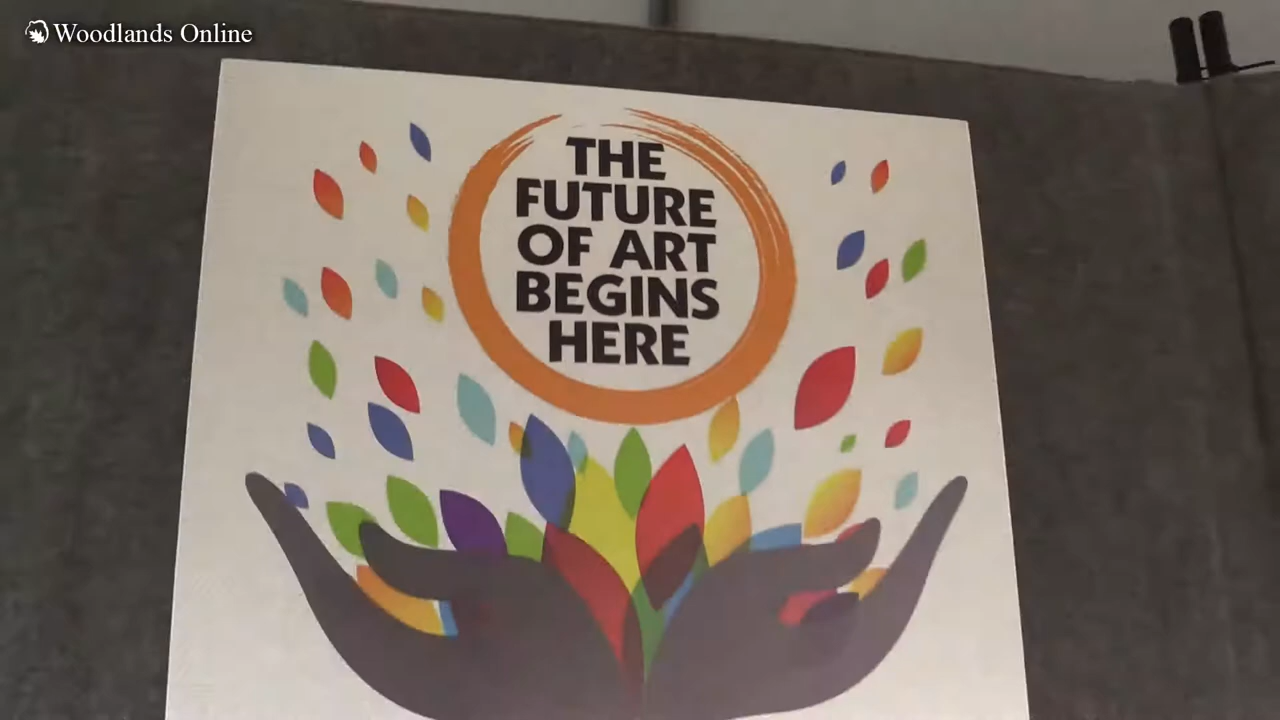 Woodlands Online
THE
FUTURE
OF ART
BEGINS
HERE